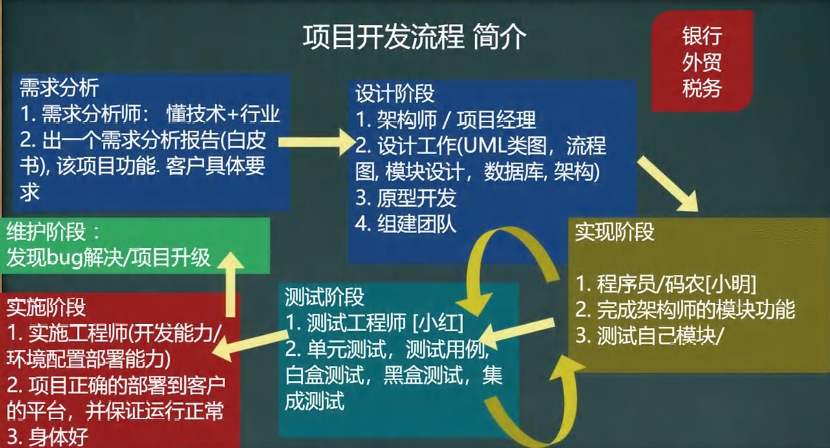 项目开发流程 简介
银行
外贸
税务
需求分析
1. 需求分析师： 懂技术+行业
2. 出一个需求分析报告(白皮
书), 该项目功能. 客户具体要
求
设计阶段
1. 架构师 / 项目经理
2. 设计工作(UML类图，流程
图, 模块设计，数据库, 架构)
3. 原型开发
4. 组建团队
实现阶段
1. 程序员/码农[小明]
2. 完成架构师的模块功能
3. 测试自己模块/
测试阶段
1. 测试工程师 [小红]
2. 单元测试，测试用例,
白盒测试，黑盒测试，集
成测试
实施阶段
1. 实施工程师(开发能力/
环境配置部署能力)
2. 项目正确的部署到客户
的平台，并保证运行正常
3. 身体好
维护阶段：
发现bug解决/项目升级